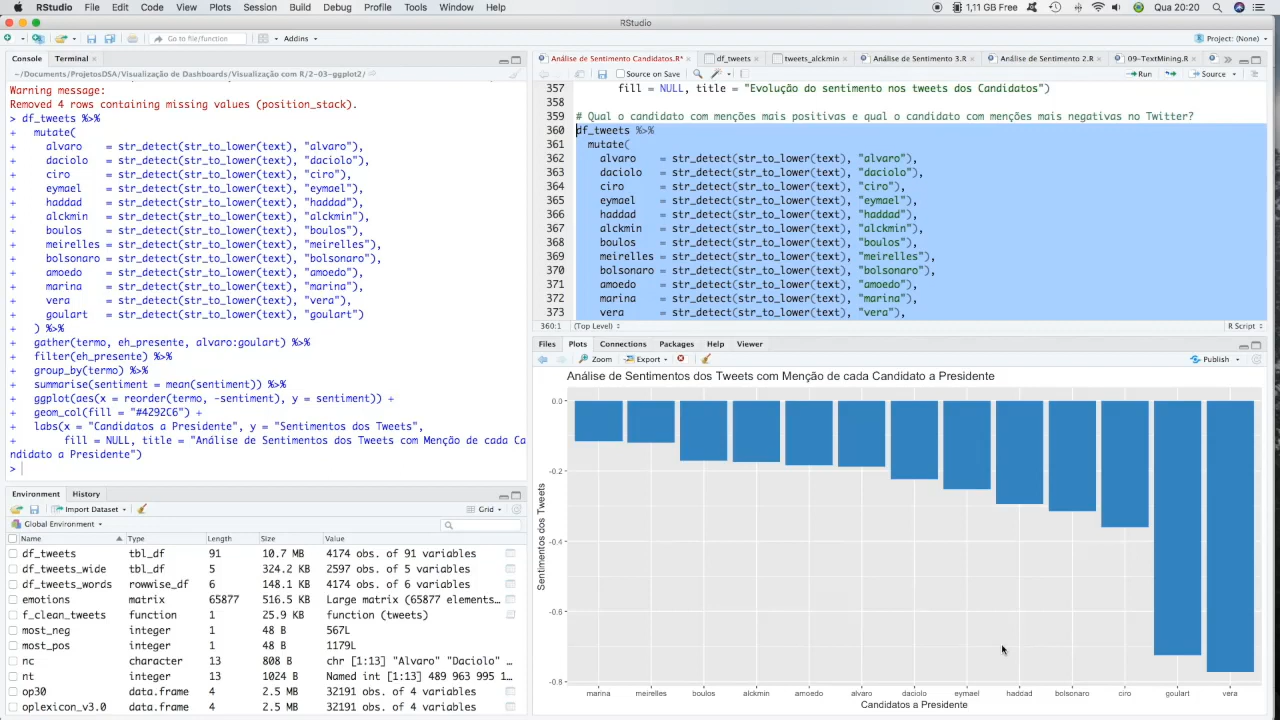 RStudio File Edit Code View Plots Session Build Debug Profile Tools Window Help 1,11 GB Free Qua 20:20
RStudio
Go to file/function Addins Project: (None)
Console Terminal
~/Documents/ProjetosDSA/Visualização de Dashboards/Visualização com R/2-03-ggplot2/
Warning message:
Removed 4 rows containing missing values (position_stack).
> df_tweets %>%
+ mutate(
+ alvaro = str_detect(str_to_lower(text), "alvaro"),
+ daciolo = str_detect(str_to_lower(text), "daciolo"),
+ ciro = str_detect(str_to_lower(text), "ciro"),
+ eymael = str_detect(str_to_lower(text), "eymael"),
+ haddad = str_detect(str_to_lower(text), "haddad"),
+ alckmin = str_detect(str_to_lower(text), "alckmin"),
+ boulos = str_detect(str_to_lower(text), "boulos"),
+ meirelles = str_detect(str_to_lower(text), "meirelles"),
+ bolsonaro = str_detect(str_to_lower(text), "bolsonaro"),
+ amoedo = str_detect(str_to_lower(text), "amoedo"),
+ marina = str_detect(str_to_lower(text), "marina"),
+ vera = str_detect(str_to_lower(text), "vera"),
+ goulart = str_detect(str_to_lower(text), "goulart")
+ ) %>%
+ gather(termo, eh_presente, alvaro:goulart) %>%
+ filter(eh_presente) %>%
+ group_by(termo) %>%
+ summarise(sentiment = mean(sentiment)) %>%
+ ggplot(aes(x = reorder(termo, -sentiment), y = sentiment)) +
+ geom_col(fill = "#4292C6") +
+ labs(x = "Candidatos a Presidente", y = "Sentimentos dos Tweets",
+ fill = NULL, title = "Análise de Sentimentos dos Tweets com Menção de cada Ca
ndidato a Presidente")
>
Environment History
Import Dataset Grid
Global Environment
Name Type Length Size Value
df_tweets tbl_df 91 10.7 MB 4174 obs. of 91 variables
df_tweets_wide tbl_df 5 324.2 KB 2597 obs. of 5 variables
df_tweets_words rowwise_df 6 148.1 KB 4174 obs. of 6 variables
emotions matrix 65877 516.5 KB Large matrix (65877 elements…
f_clean_tweets function 1 25.9 KB function (tweets)
most_neg integer 1 48 B 567L
most_pos integer 1 48 B 1179L
nc character 13 808 B chr [1:13] "Alvaro" "Daciolo" …
nt integer 13 1024 B Named int [1:13] 489 963 995 1…
op30 data.frame 4 2.5 MB 32191 obs. of 4 variables
oplexicon_v3.0 data.frame 4 2.5 MB 32191 obs. of 4 variables
Análise de Sentimento Candidatos.R* df_tweets tweets_alckmin Análise de Sentimento 3.R Análise de Sentimento 2.R 09-TextMining.R
Source on Save Run Source
357 fill = NULL, title = "Evolução do sentimento nos tweets dos Candidatos")
358
359 # Qual o candidato com menções mais positivas e qual o candidato com menções mais negativas no Twitter?
360 df_tweets %>%
361 mutate(
362 alvaro = str_detect(str_to_lower(text), "alvaro"),
363 daciolo = str_detect(str_to_lower(text), "daciolo"),
364 ciro = str_detect(str_to_lower(text), "ciro"),
365 eymael = str_detect(str_to_lower(text), "eymael"),
366 haddad = str_detect(str_to_lower(text), "haddad"),
367 alckmin = str_detect(str_to_lower(text), "alckmin"),
368 boulos = str_detect(str_to_lower(text), "boulos"),
369 meirelles = str_detect(str_to_lower(text), "meirelles"),
370 bolsonaro = str_detect(str_to_lower(text), "bolsonaro"),
371 amoedo = str_detect(str_to_lower(text), "amoedo"),
372 marina = str_detect(str_to_lower(text), "marina"),
373 vera = str_detect(str_to_lower(text), "vera"),
360:1 (Top Level) R Script
Files Plots Connections Packages Help Viewer
Zoom Export Publish
Análise de Sentimentos dos Tweets com Menção de cada Candidato a Presidente
0.0
-0.2
-0.4
-0.6
-0.8
Sentimentos dos Tweets
marina meirelles boulos alckmin amoedo alvaro daciolo eymael haddad bolsonaro ciro goulart vera
Candidatos a Presidente